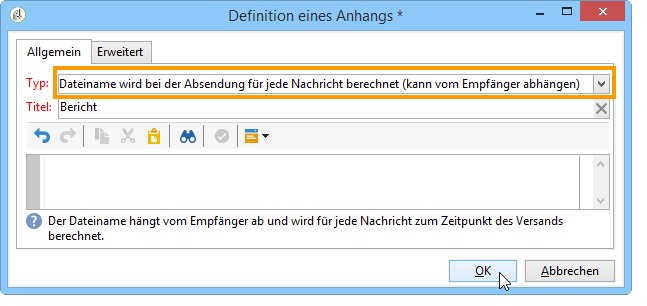 Definition eines Anhangs *
Allgemein Erweitert
Typ: Dateiname wird bei der Absendung für jede Nachricht berechnet (kann vom Empfänger abhängen)
Titel: Bericht
Der Dateiname hängt vom Empfänger ab und wird für jede Nachricht zum Zeitpunkt des Versands
berechnet.
OK Abbrechen